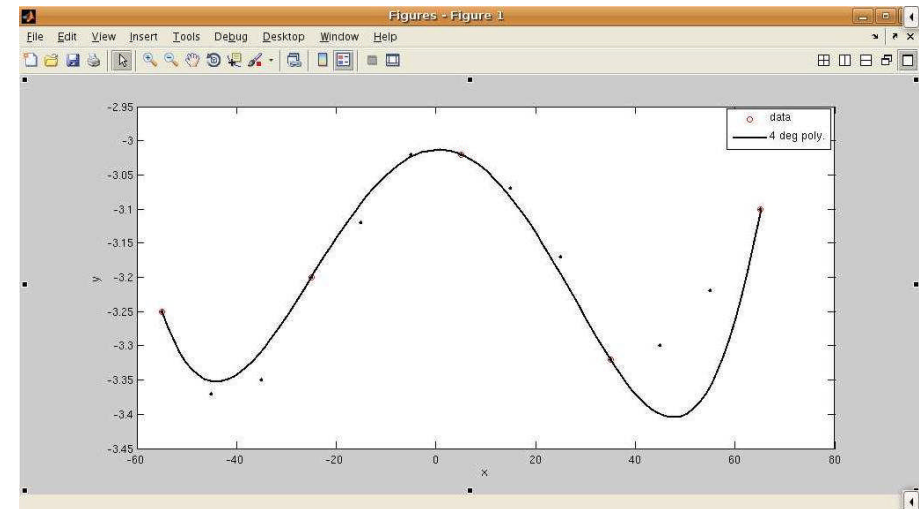 Figures - Figure 1
File Edit View Insert Tools Debug Desktop Window Help
data
4 deg poly.
-2.95
-3
-3.05
-3.1
-3.15
-3.2
-3.25
-3.3
-3.35
-3.4
-3.45
y
-60 -40 -20 0 20 40 60 80
x